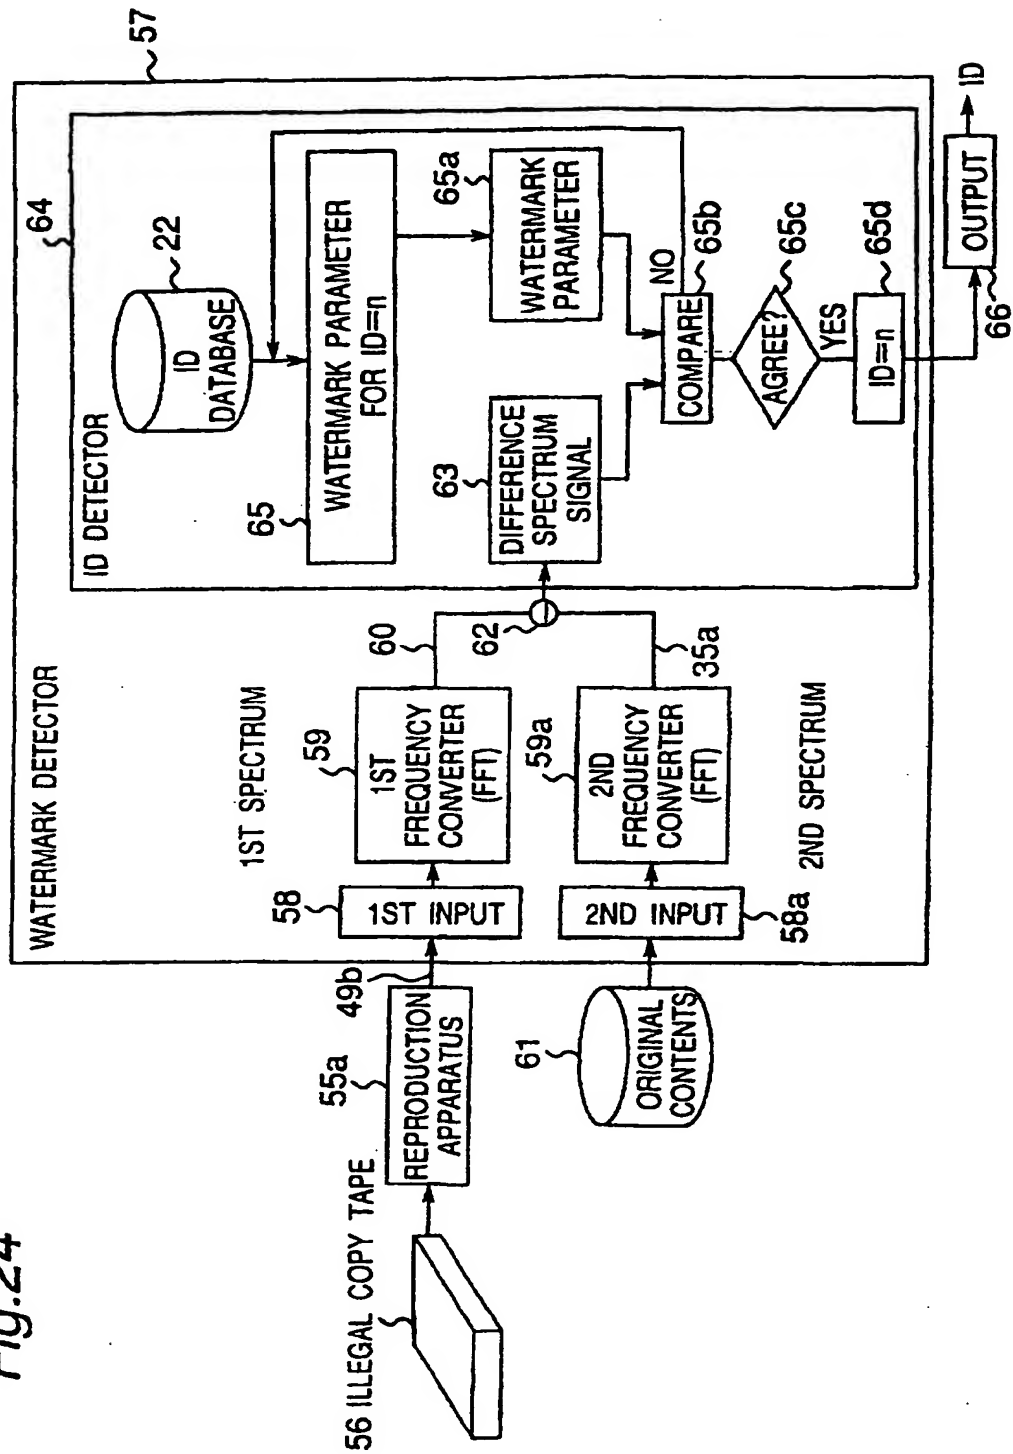 Fig.24
WATERMARK DETECTOR
57
ID DETECTOR
64
22
ID
DATABASE
65
WATERMARK PARAMETER
FOR ID=n
63
DIFFERENCE
SPECTRUM
SIGNAL
65a
WATERMARK
PARAMETER
NO
COMPARE
65b
AGREE?
65c
YES
ID=n
65d
66
OUTPUT
ID
1ST SPECTRUM
60
62
35a
59
1ST
FREQUENCY
CONVERTER
(FFT)
59a
2ND
FREQUENCY
CONVERTER
(FFT)
2ND SPECTRUM
58
1ST INPUT
2ND INPUT
58a
49b
55a
REPRODUCTION
APPARATUS
61
ORIGINAL
CONTENTS
56 ILLEGAL COPY TAPE